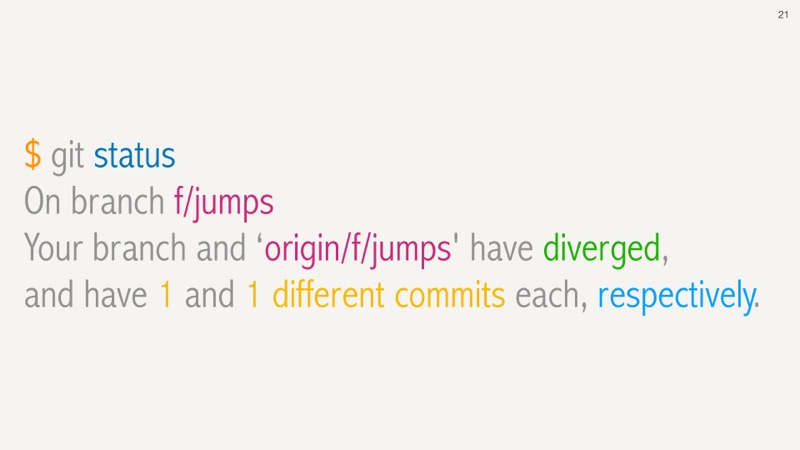 21
$ git status
On branch f/jumps
Your branch and ‘origin/f/jumps' have diverged,
and have 1 and 1 different commits each, respectively.